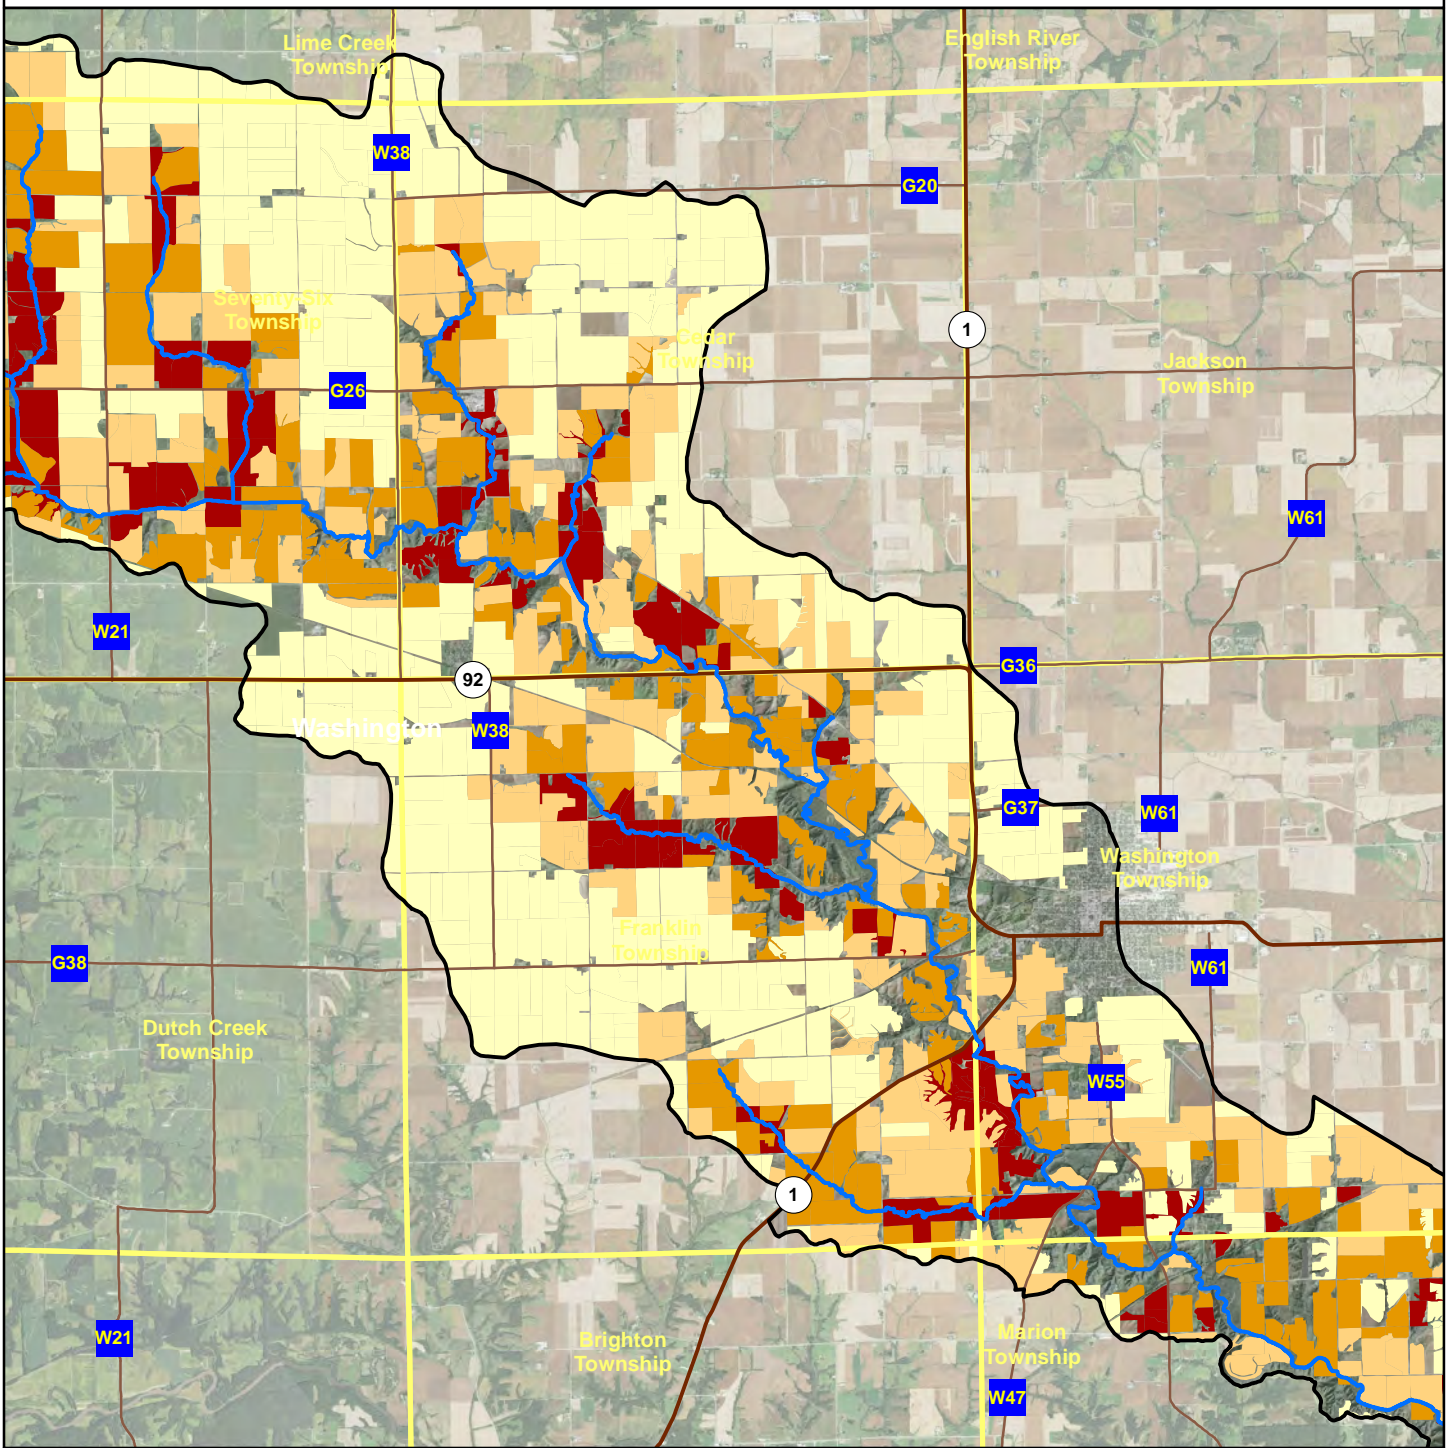 Lime Creek
Township
English River
Township
W38
G20
Seventy-Six
Township
1
Cedar
Township
Jackson
Township
G26
W61
W21
G36
92
Washington
W38
G37
W61
Washington
Township
Franklin
Township
G38
W61
Dutch Creek
Township
W55
1
Brighton
Township
Marion
Township
W21
W47